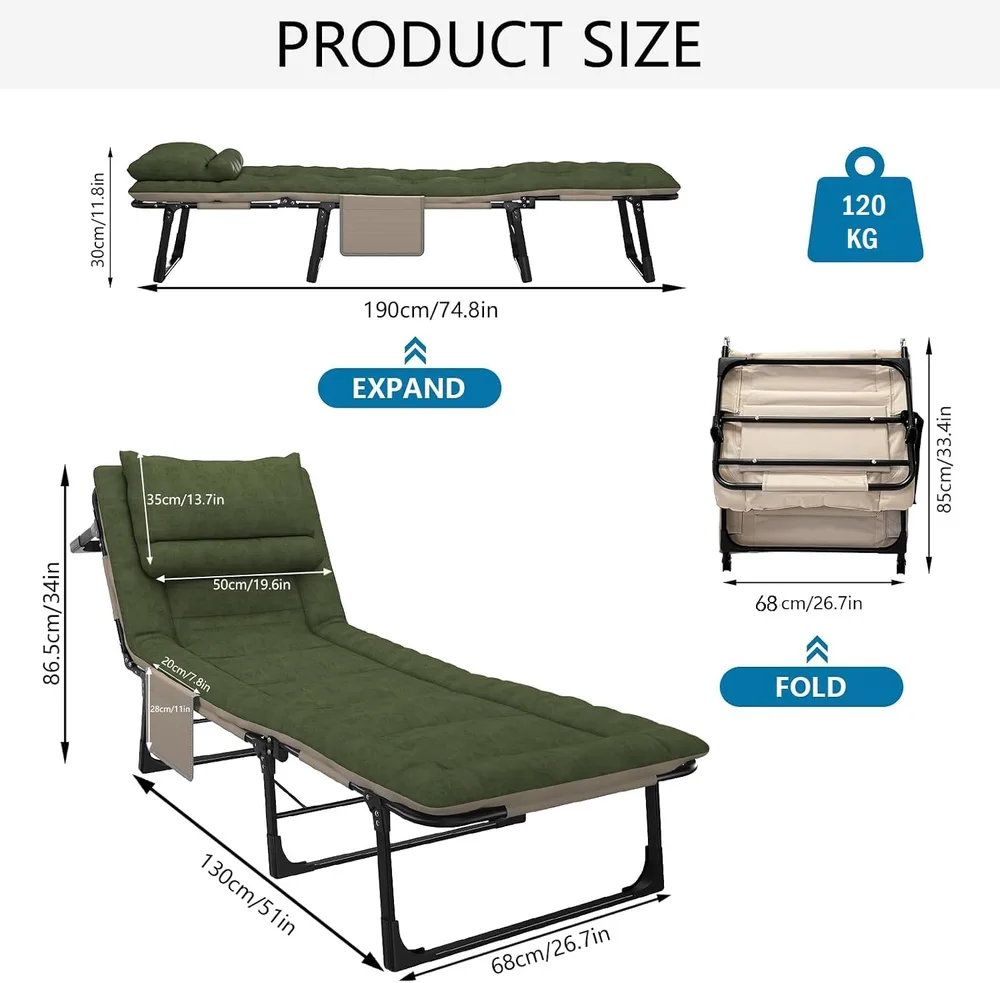 PRODUCT SIZE
30cm/11.8in
190cm/74.8in
120
KG
EXPAND
85cm/33.4in
68 cm/26.7in
FOLD
35cm/13.7in
50cm/19.6in
86.5cm/34in
20cm/7.8in
28cm/11in
130cm/51in
68cm/26.7in